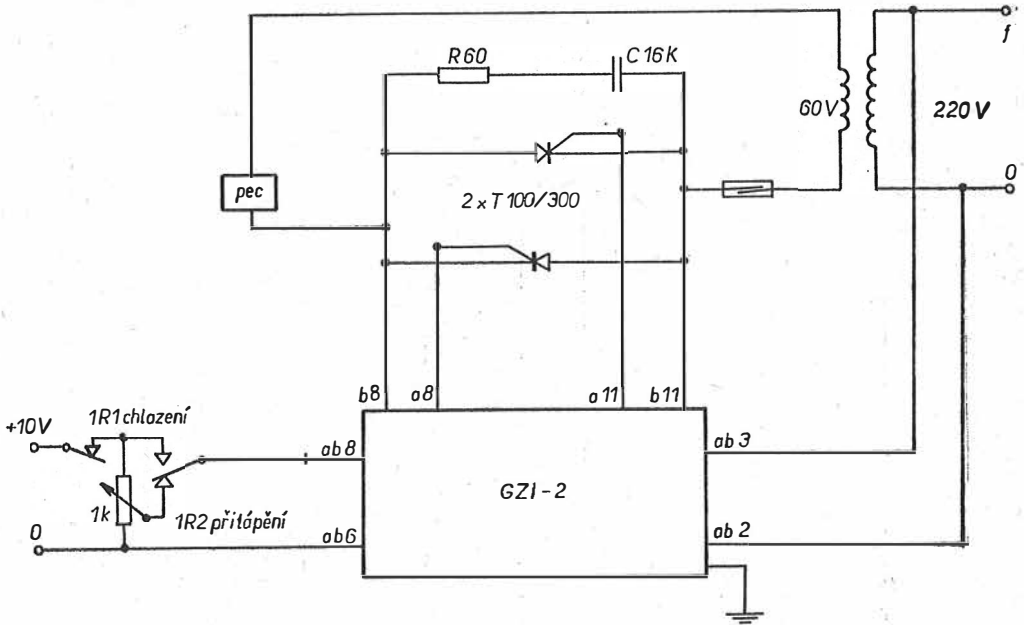 R60
C16K
f
60V
220V
0
pec
2 x T 100/300
b8
a8
a11
b11
+10V
1R1 chlazení
ab8
ab3
GZI-2
1k
1R2 přitápění
0
ab6
ab2